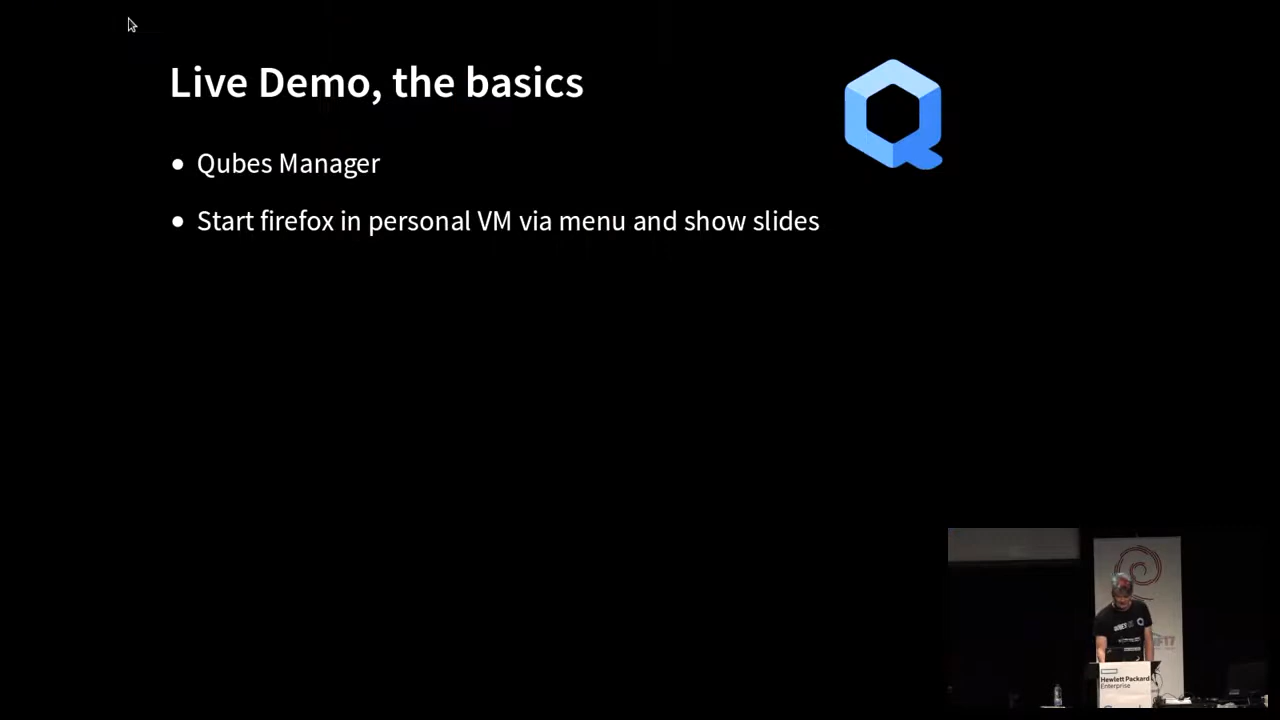 Live Demo, the basics
● Qubes Manager
● Start firefox in personal VM via menu and show slides
Hewlett Packard
Enterprise